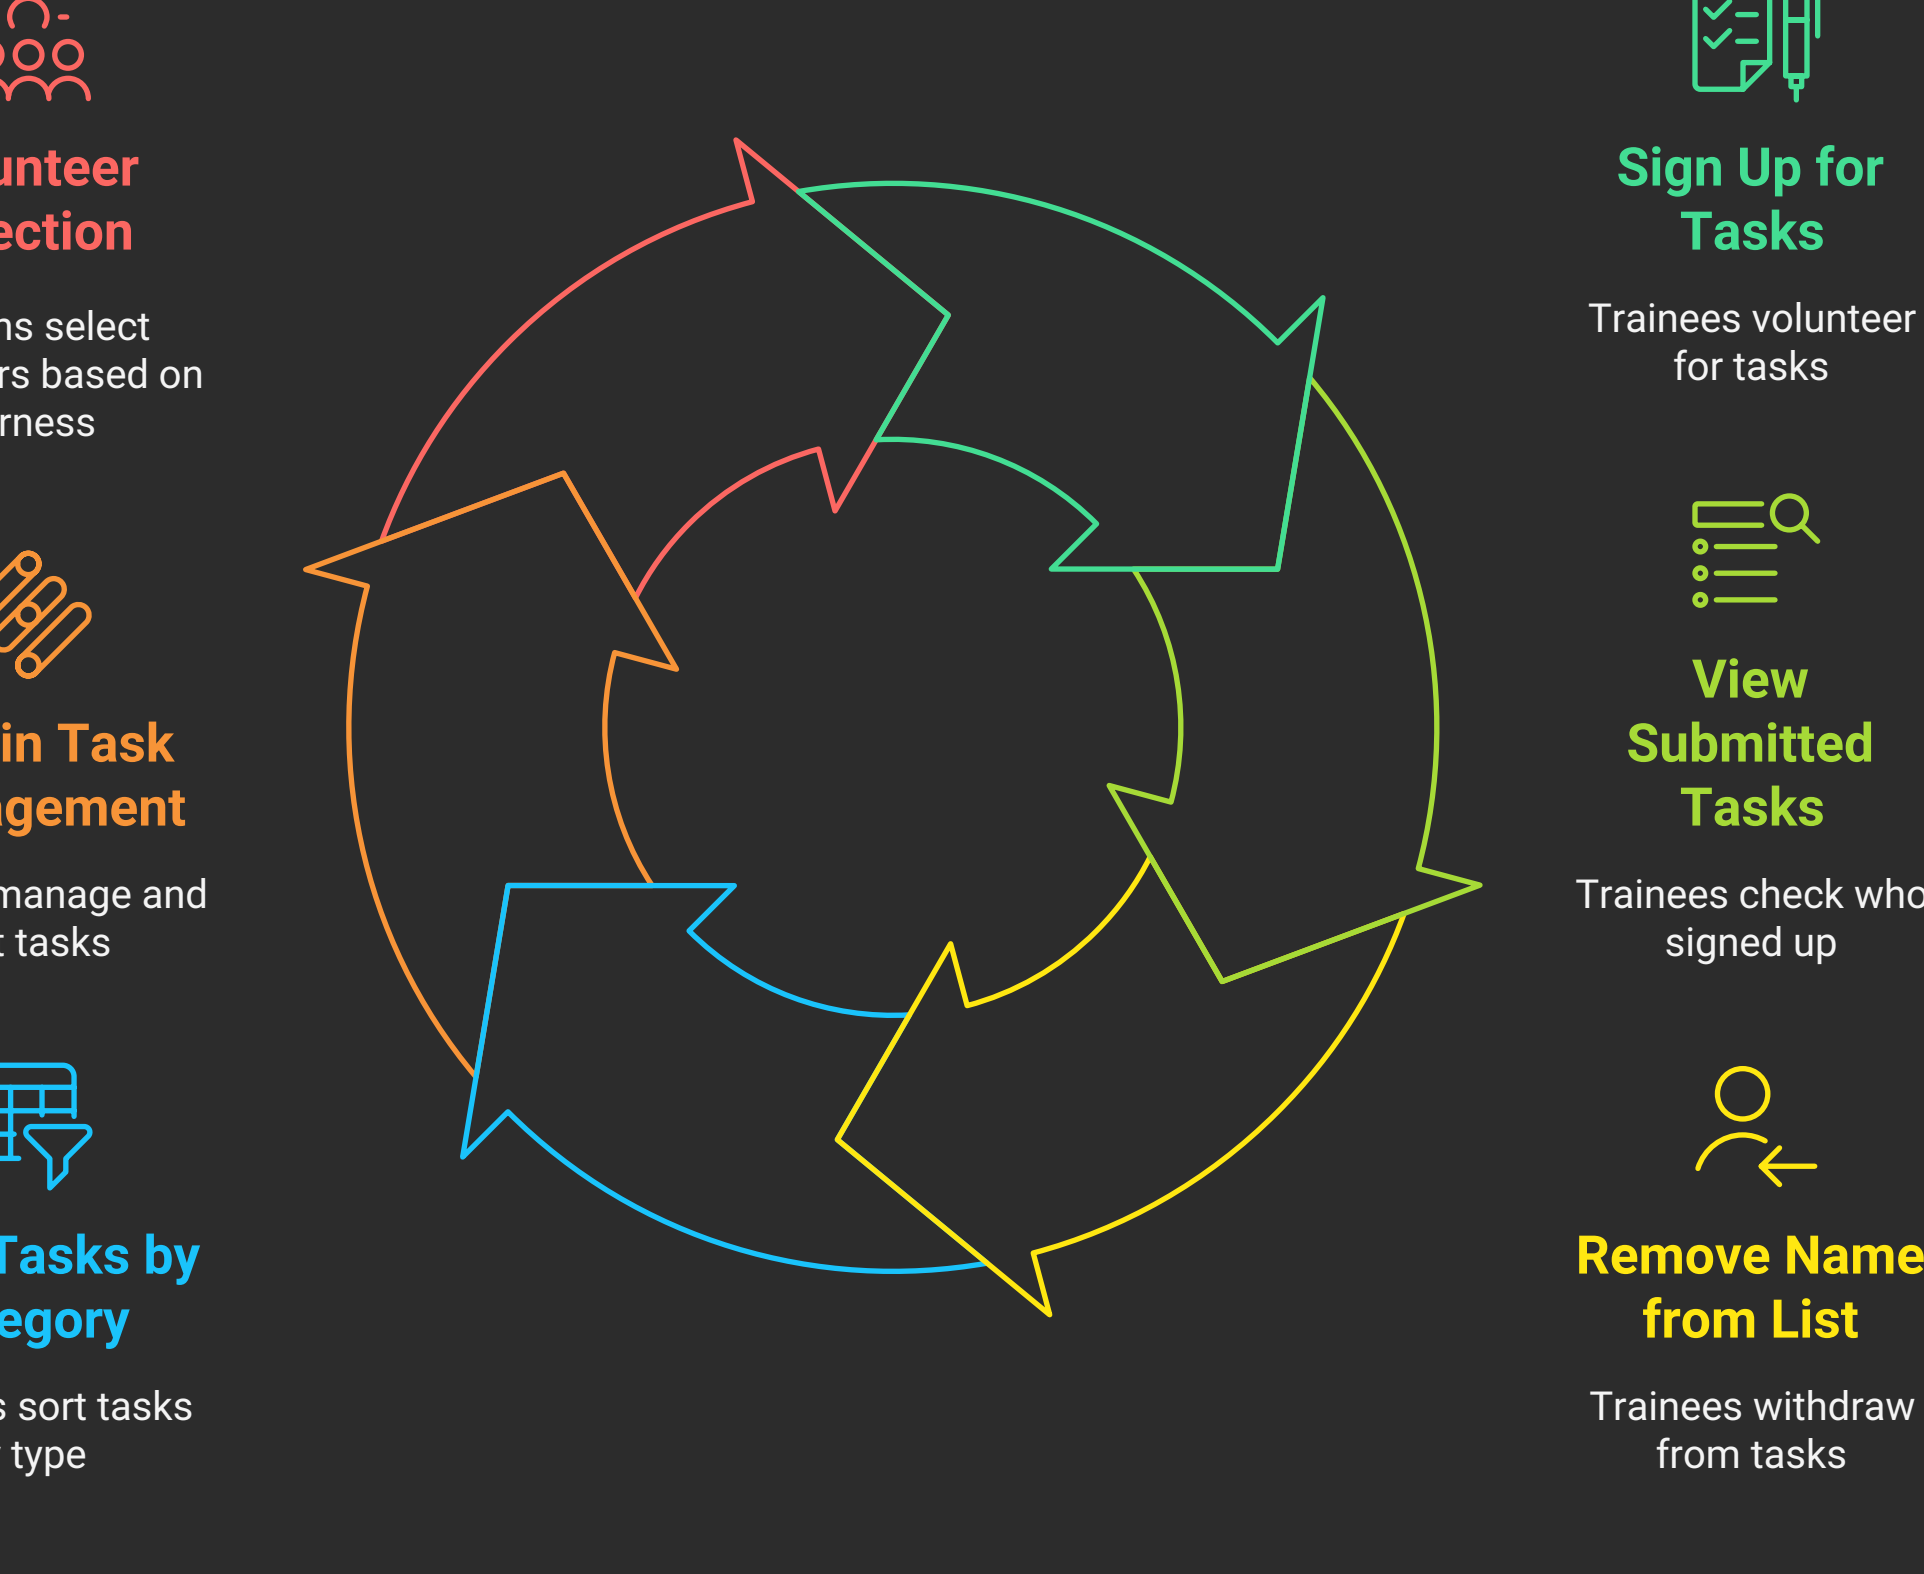 unteer
ection
ns select
rs based on
rness
in Task
gement
manage and
t tasks
Tasks by
egory
s sort tasks
type
Sign Up for
Tasks
Trainees volunteer
for tasks
View
Submitted
Tasks
Trainees check who
signed up
Remove Name
from List
Trainees withdraw
from tasks